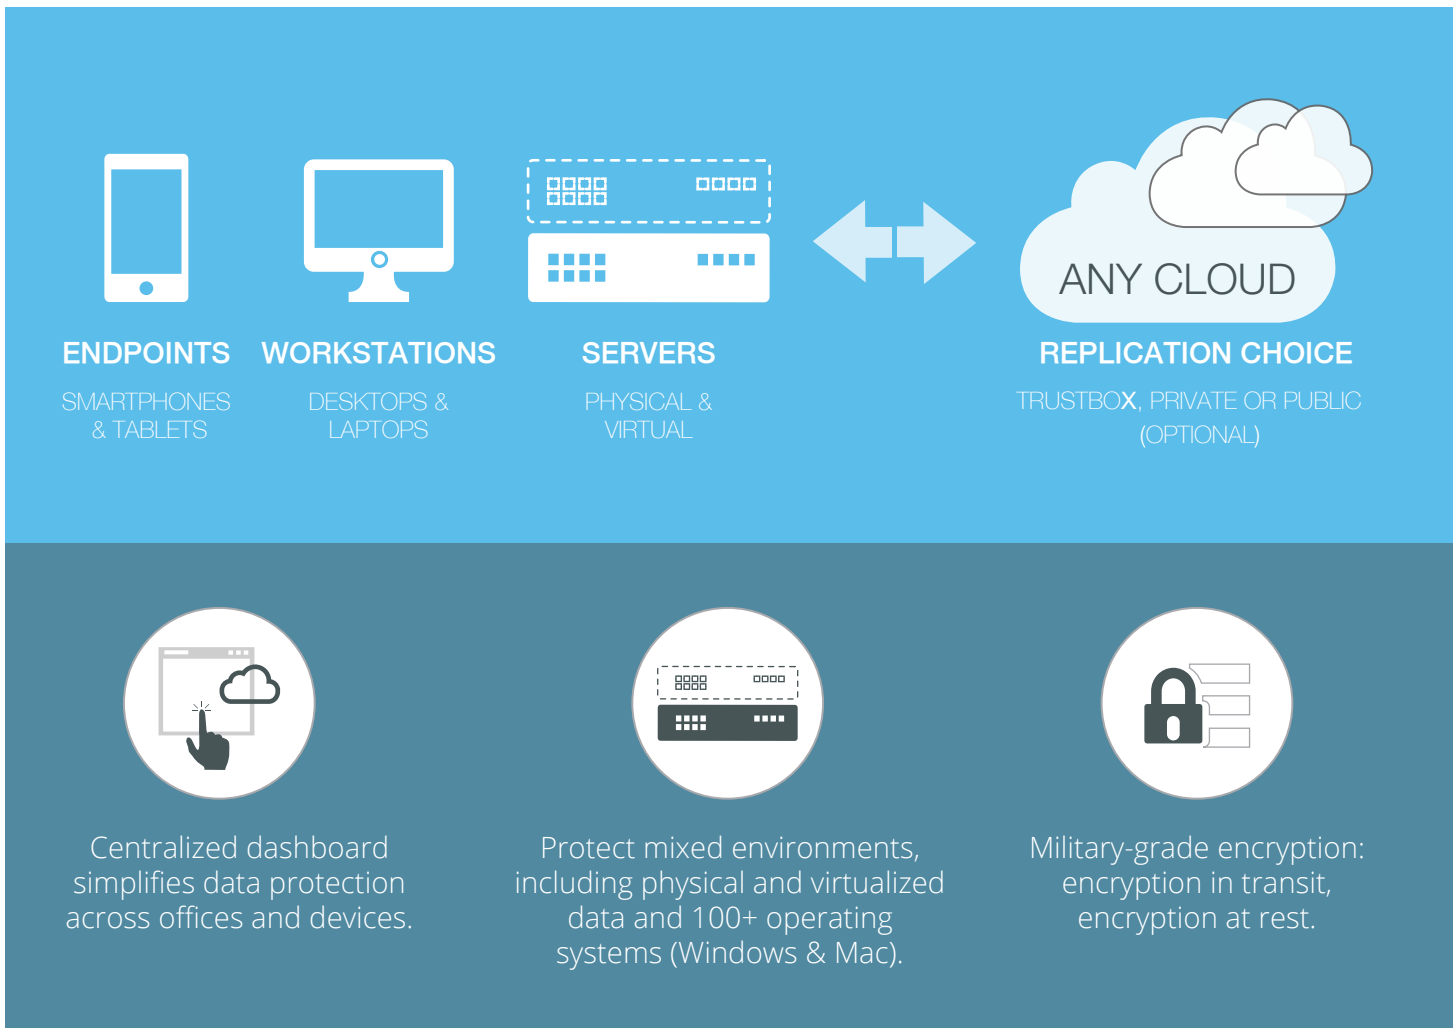 ANY CLOUD
ENDPOINTS
SMARTPHONES
& TABLETS
WORKSTATIONS
DESKTOPS &
LAPTOPS
SERVERS
PHYSICAL &
VIRTUAL
REPLICATION CHOICE
TRUSTBOX, PRIVATE OR PUBLIC
(OPTIONAL)
Centralized dashboard
simplifies data protection
across offices and devices.
Protect mixed environments,
including physical and virtualized
data and 100+ operating
systems (Windows & Mac).
Military-grade encryption:
encryption in transit,
encryption at rest.